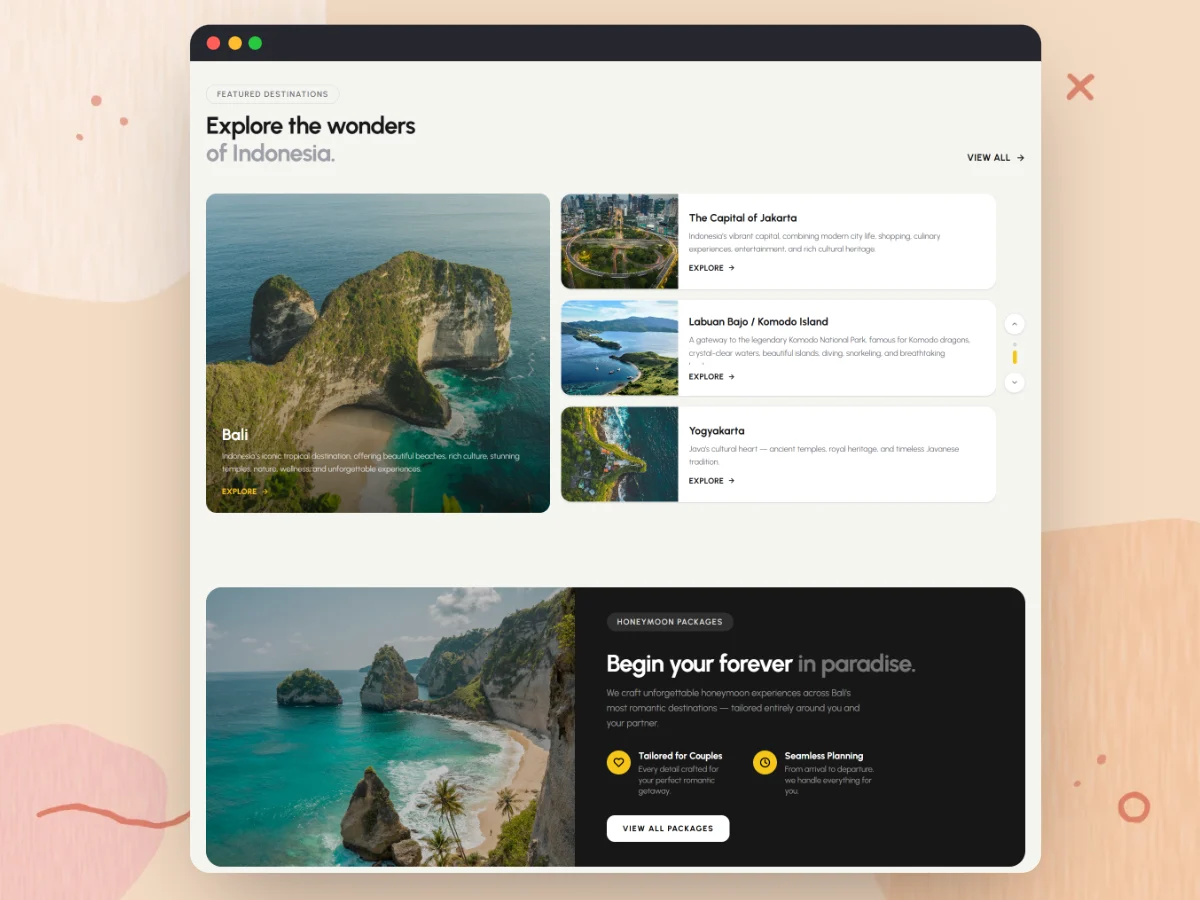 FEATURED DESTINATIONS
Explore the wonders
of Indonesia.
VIEW ALL →
Bali
Indonesia's iconic tropical destination, offering beautiful beaches, rich culture, stunning
temples, nature, wellness, and unforgettable experiences.
EXPLORE →
The Capital of Jakarta
Indonesia's vibrant capital, combining modern city life, shopping, culinary
experiences, entertainment, and rich cultural heritage.
EXPLORE →
Labuan Bajo / Komodo Island
A gateway to the legendary Komodo National Park, famous for Komodo dragons,
crystal-clear waters, beautiful islands, diving, snorkeling, and breathtaking
EXPLORE →
Yogyakarta
Java's cultural heart — ancient temples, royal heritage, and timeless Javanese
tradition.
EXPLORE →
HONEYMOON PACKAGES
Begin your forever in paradise.
We craft unforgettable honeymoon experiences across Bali's
most romantic destinations — tailored entirely around you and
your partner.
Tailored for Couples
Every detail crafted for
your perfect romantic
getaway.
Seamless Planning
From arrival to departure,
we handle everything for
you.
VIEW ALL PACKAGES